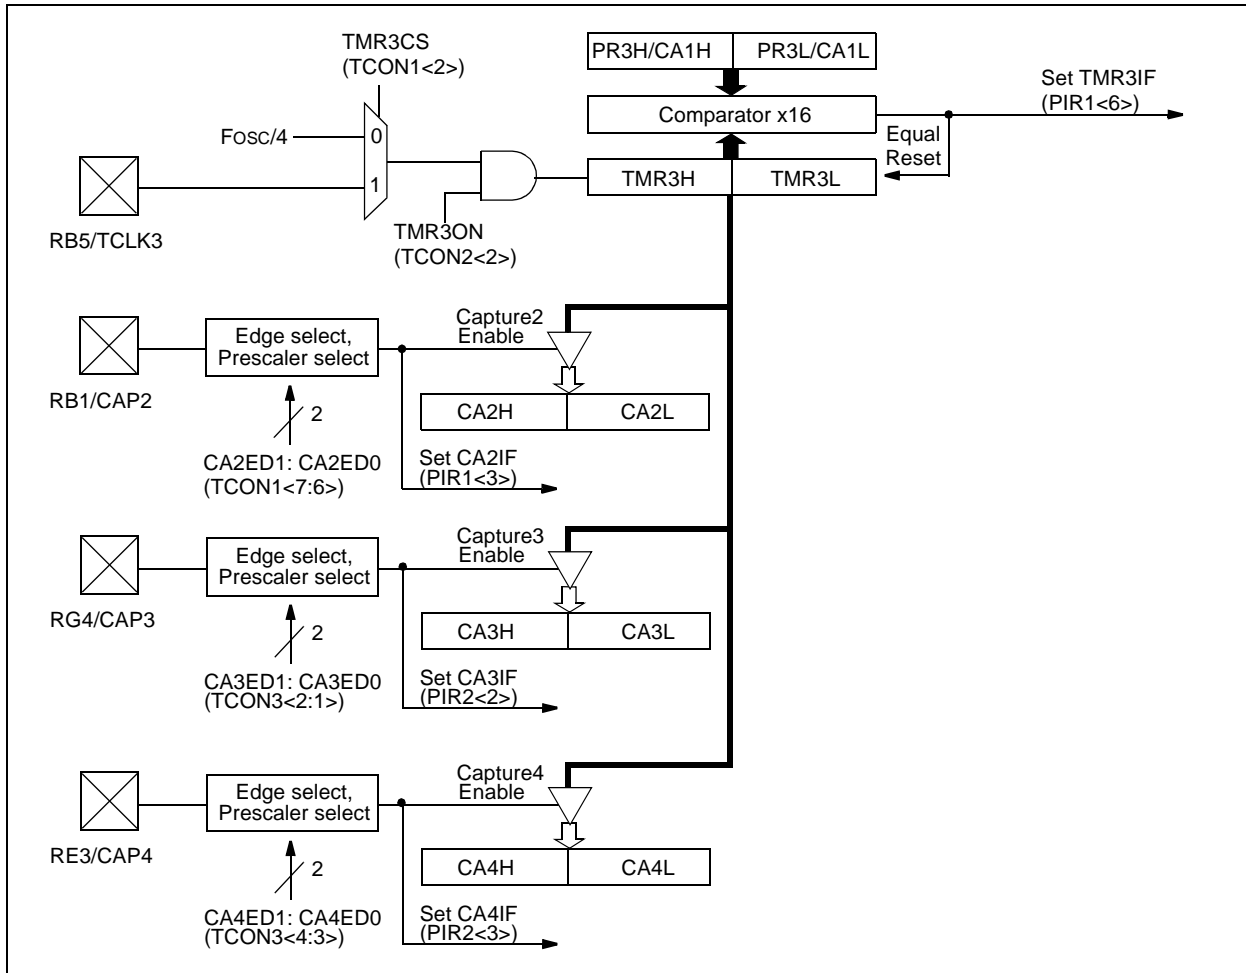 TMR3CS
(TCON1<2>)
PR3H/CA1H
PR3L/CA1L
Set TMR3IF
(PIR1<6>)
Comparator x16
FOSC/4
0
1
Equal
Reset
TMR3H
TMR3L
RB5/TCLK3
TMR3ON
(TCON2<2>)
Capture2
Enable
Edge select,
Prescaler select
RB1/CAP2
2
CA2H
CA2L
CA2ED1: CA2ED0
(TCON1<7:6>)
Set CA2IF
(PIR1<3>)
Capture3
Enable
Edge select,
Prescaler select
RG4/CAP3
2
CA3H
CA3L
CA3ED1: CA3ED0
(TCON3<2:1>)
Set CA3IF
(PIR2<2>)
Capture4
Enable
Edge select,
Prescaler select
RE3/CAP4
2
CA4H
CA4L
CA4ED1: CA4ED0
(TCON3<4:3>)
Set CA4IF
(PIR2<3>)